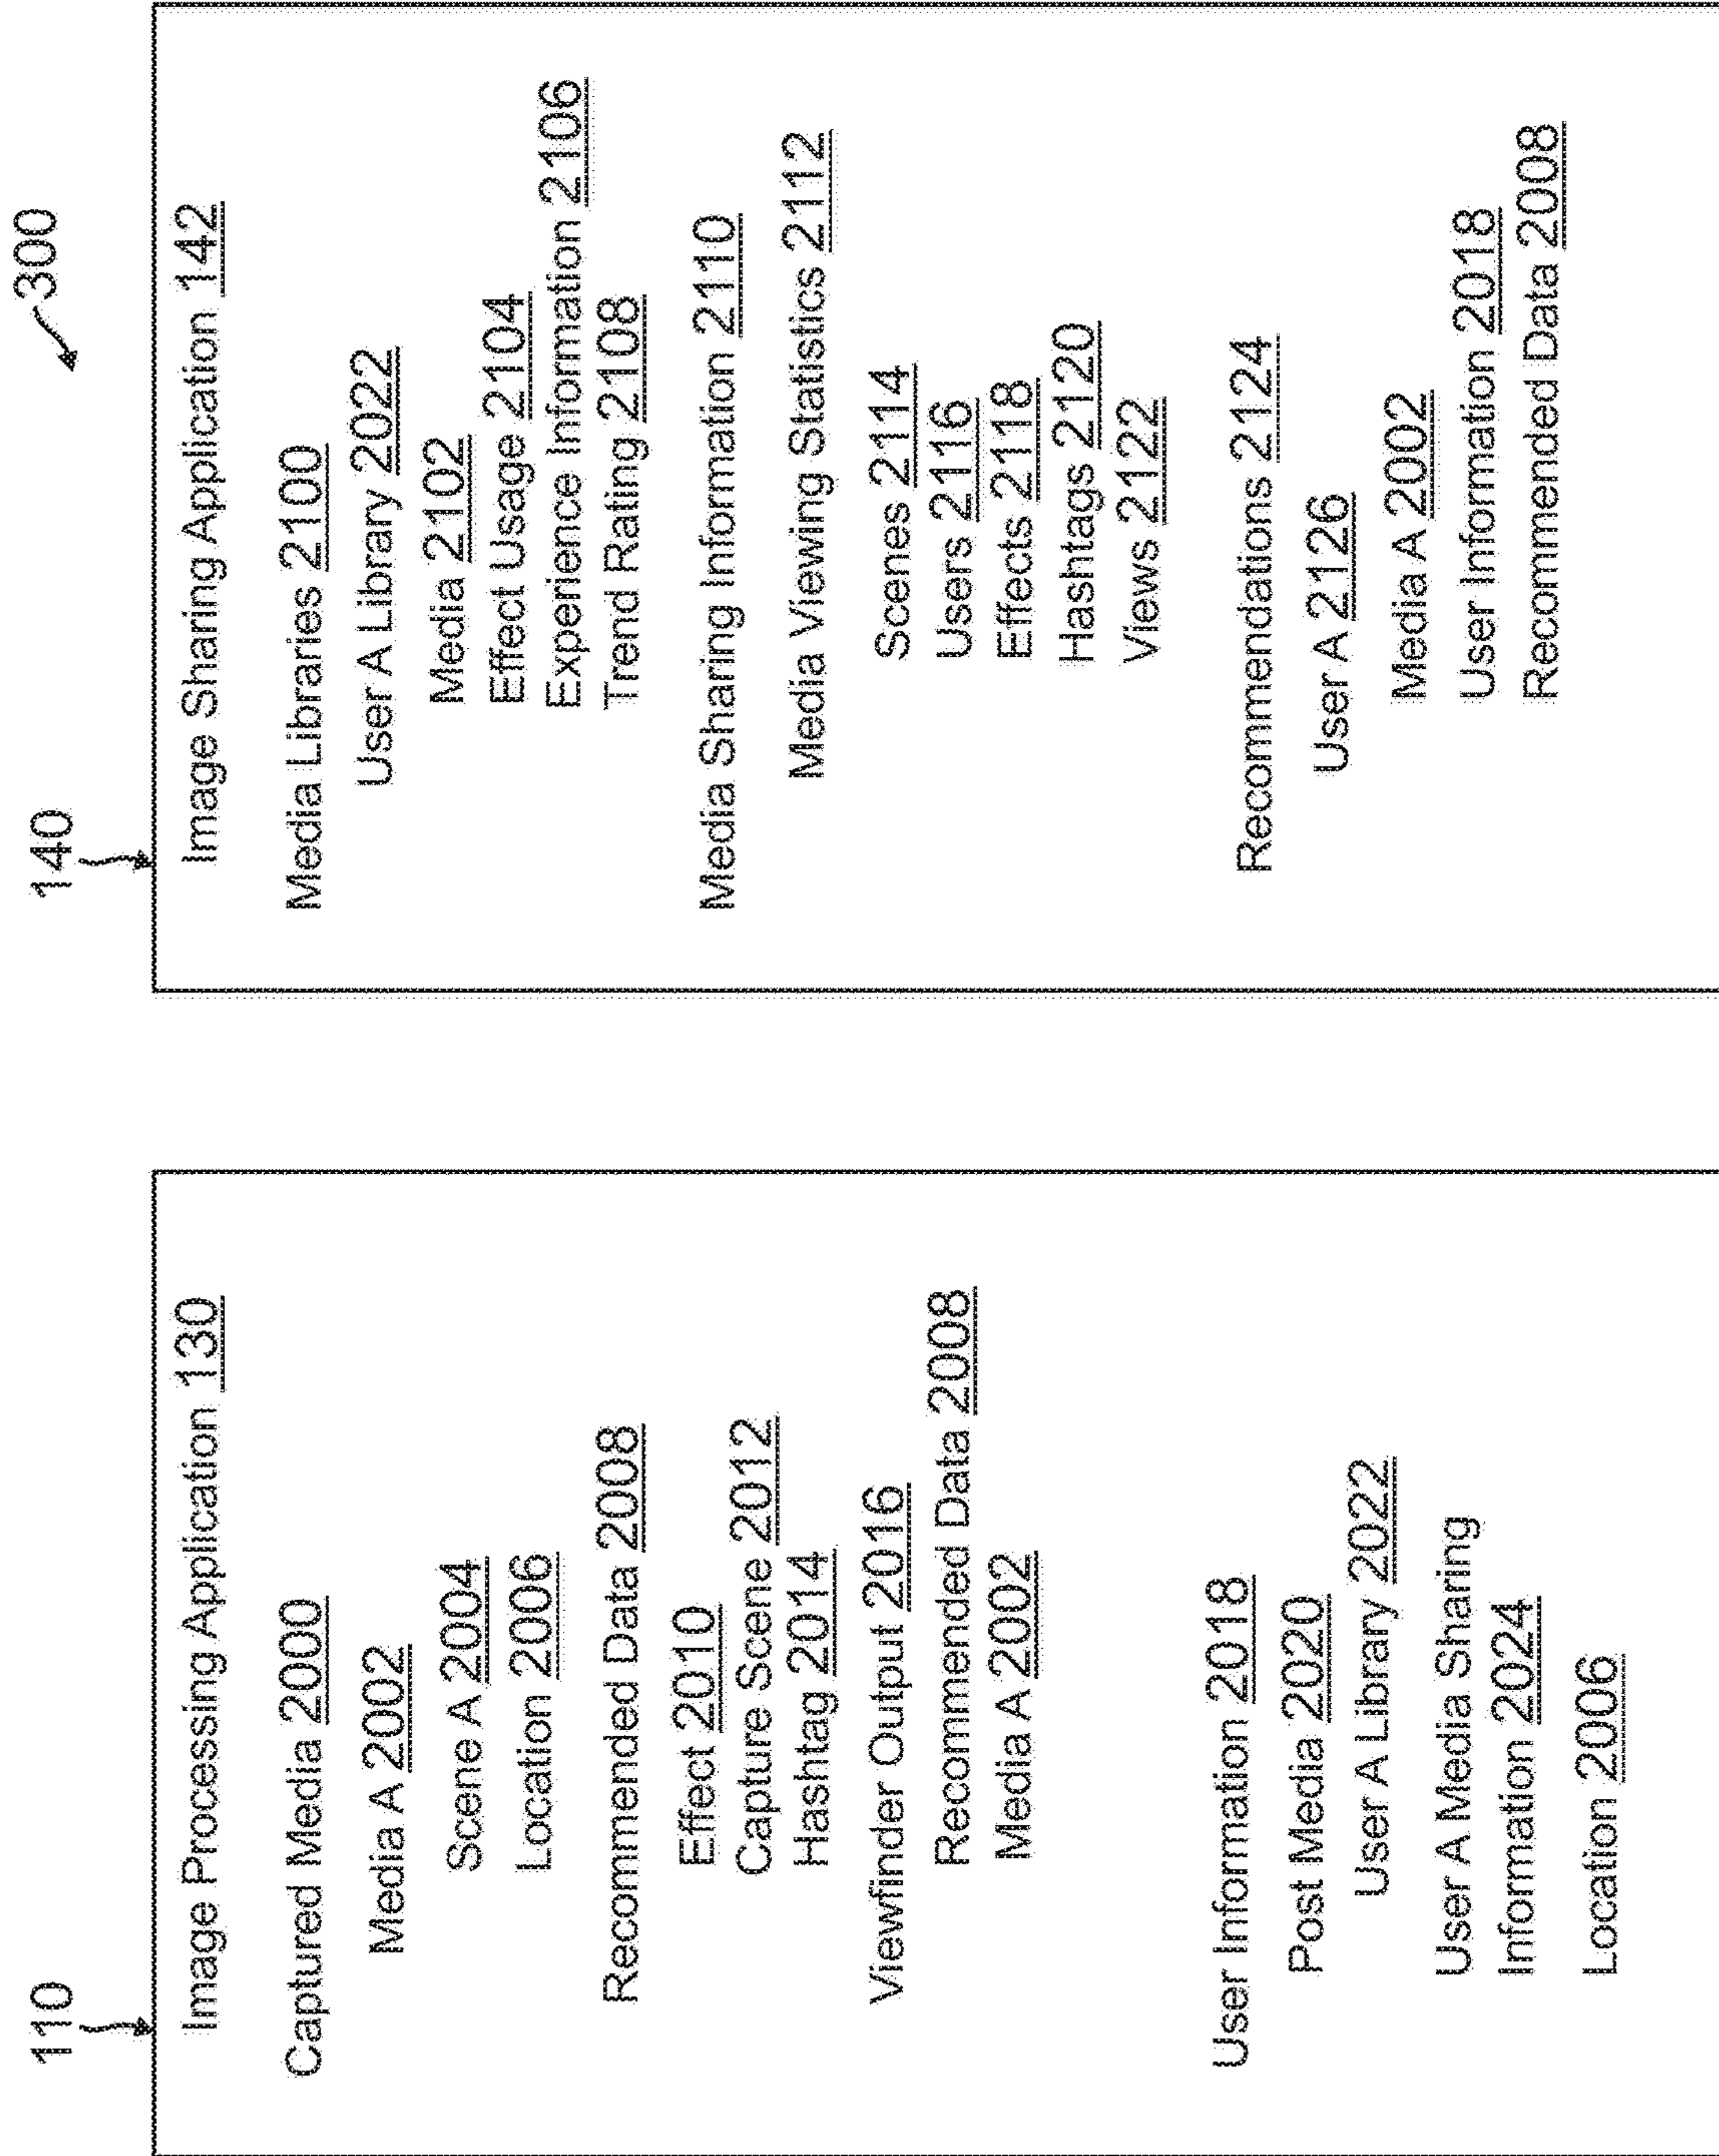 300
110
Image Processing Application 130
Captured Media 2000
Media A 2002
Scene A 2004
Location 2006
Recommended Data 2008
Effect 2010
Capture Scene 2012
Hashtag 2014
Viewfinder Output 2016
Recommended Data 2008
Media A 2002
User Information 2018
Post Media 2020
User A Library 2022
User A Media Sharing
Information 2024
Location 2006
140
Image Sharing Application 142
Media Libraries 2100
User A Library 2022
Media 2102
Effect Usage 2104
Experience Information 2106
Trend Rating 2108
Media Sharing Information 2110
Media Viewing Statistics 2112
Scenes 2114
Users 2116
Effects 2118
Hashtags 2120
Views 2122
Recommendations 2124
User A 2126
Media A 2002
User Information 2018
Recommended Data 2008